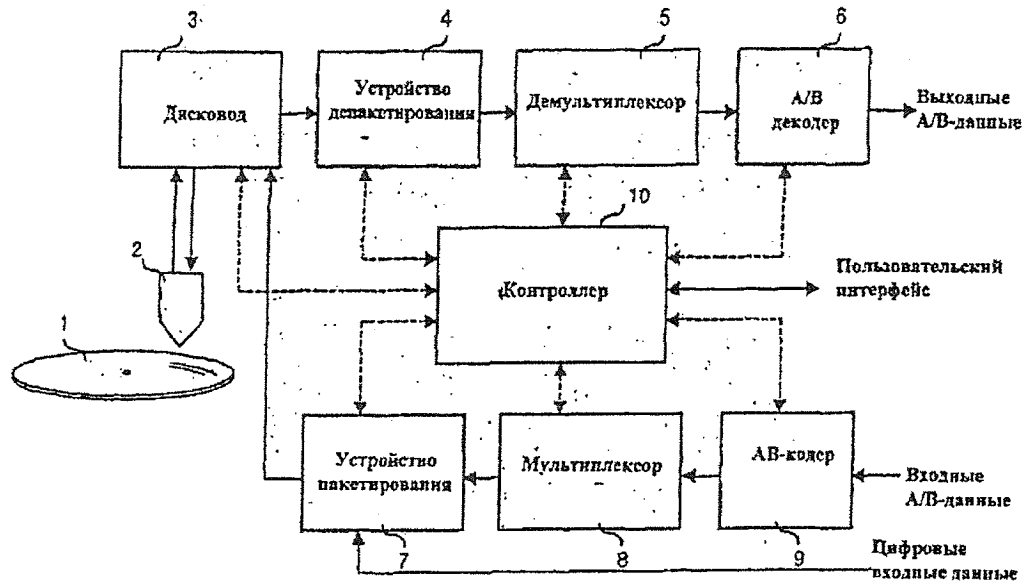 3
4
5
6
Дисковод
Устройство
депакетирования
Демультиплексор
А/В
декодер
Выходные
А/В-данные
10
2
Контроллер
Пользовательский
интерфейс
1
Устройство
пакетирования
Мультиплексор
АВ-кодер
Входные
А/В-данные
7
8
9
Цифровые
входные данные